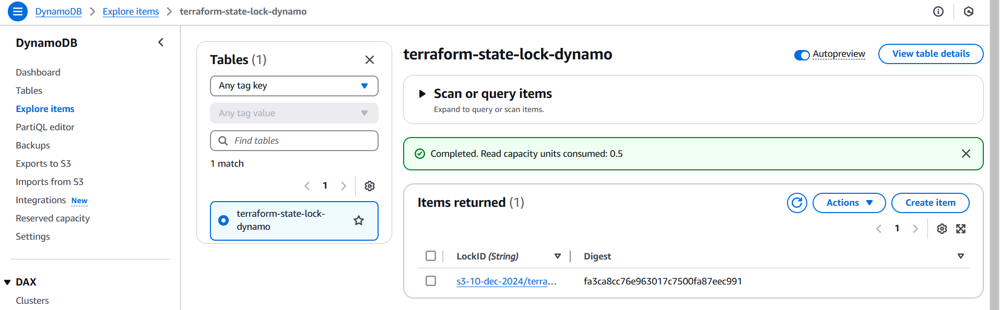 DynamoDB > Explore items > terraform-state-lock-dynamo
DynamoDB
Dashboard
Tables
Explore items
PartiQL editor
Backups
Exports to S3
Imports from S3
Integrations New
Reserved capacity
Settings
DAX
Clusters
Tables (1)
Any tag key
Any tag value
Find tables
1 match
1
terraform-state-lock-
dynamo
terraform-state-lock-dynamo
Autopreview
View table details
Scan or query items
Expand to query or scan items.
Completed. Read capacity units consumed: 0.5
Items returned (1)
Actions
Create item
1
LockID (String)
Digest
s3-10-dec-2024/terra...
fa3ca8cc76e963017c7500fa87eec991